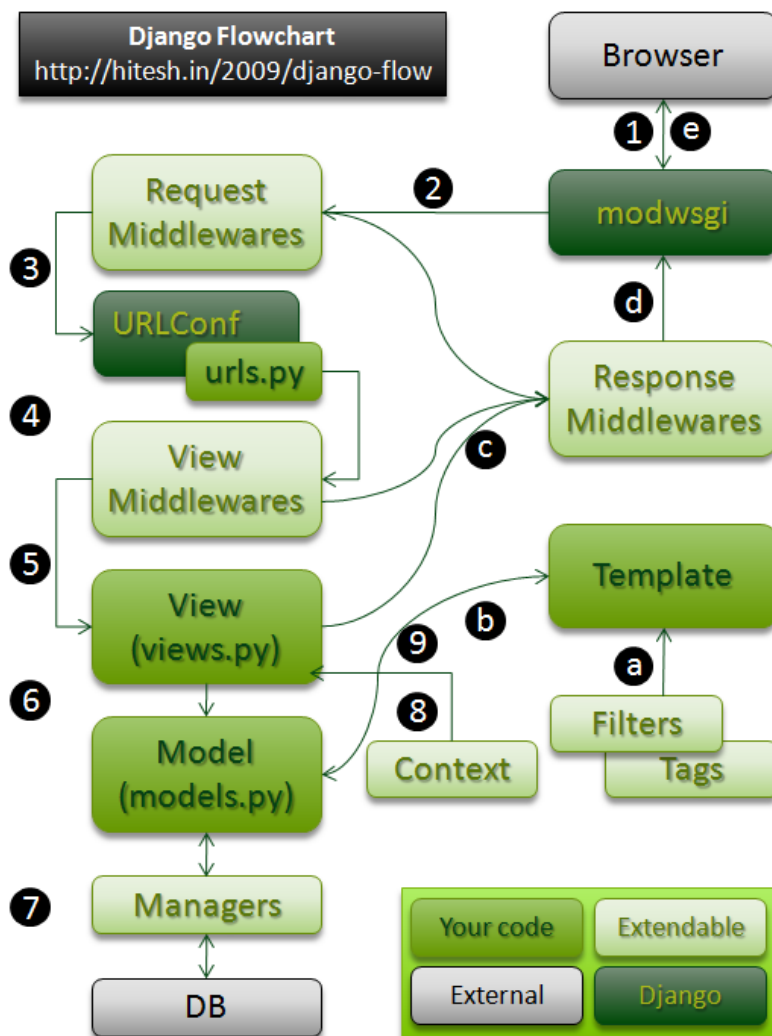 Django Flowchart
http://hitesh.in/2009/django-flow
Browser
1
e
Request
Middlewares
2
modwsgi
3
d
URLConf
urls.py
Response
Middlewares
4
View
Middlewares
c
5
View
(views.py)
Template
b
9
a
6
8
Filters
Tags
Model
(models.py)
Context
7
Managers
DB
Your code
Extendable
External
Django